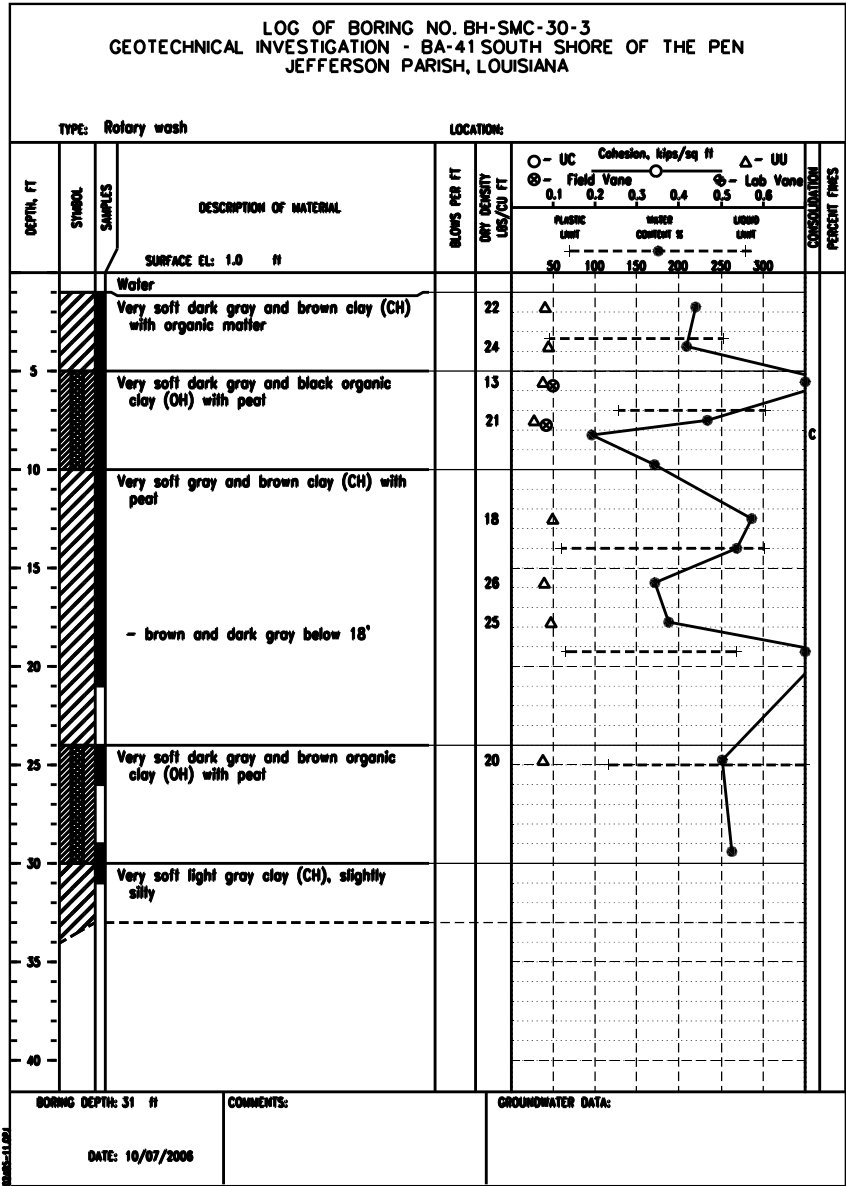 LOG OF BORING NO. BH-SMC-30-3
GEOTECHNICAL INVESTIGATION - BA-41 SOUTH SHORE OF THE PEN
JEFFERSON PARISH, LOUISIANA
TYPE: Rotary wash
LOCATION:
DEPTH, FT
SYMBOL
SAMPLES
DESCRIPTION OF MATERIAL
SURFACE EL: 1.0 ft
BLOWS PER FT
DRY DENSITY
LBS/CU FT
- UC
Cohesion, kips/sq ft
- UU
- Field Vane
- Lab Vane
0.1 0.2 0.3 0.4 0.5 0.6
PLASTIC LIMIT
WATER CONTENT %
LIQUID LIMIT
50 100 150 200 250 300
CONSOLIDATION
PERCENT FINES
Water
Very soft dark gray and brown clay (CH)
with organic matter
22
24
5
Very soft dark gray and black organic
clay (OH) with peat
13
21
C
10
Very soft gray and brown clay (CH) with
peat
18
15
26
25
- brown and dark gray below 18'
20
Very soft dark gray and brown organic
clay (OH) with peat
20
25
30
Very soft light gray clay (CH), slightly
silty
35
40
BORING DEPTH: 31 ft
DATE: 10/07/2006
COMMENTS:
GROUNDWATER DATA: